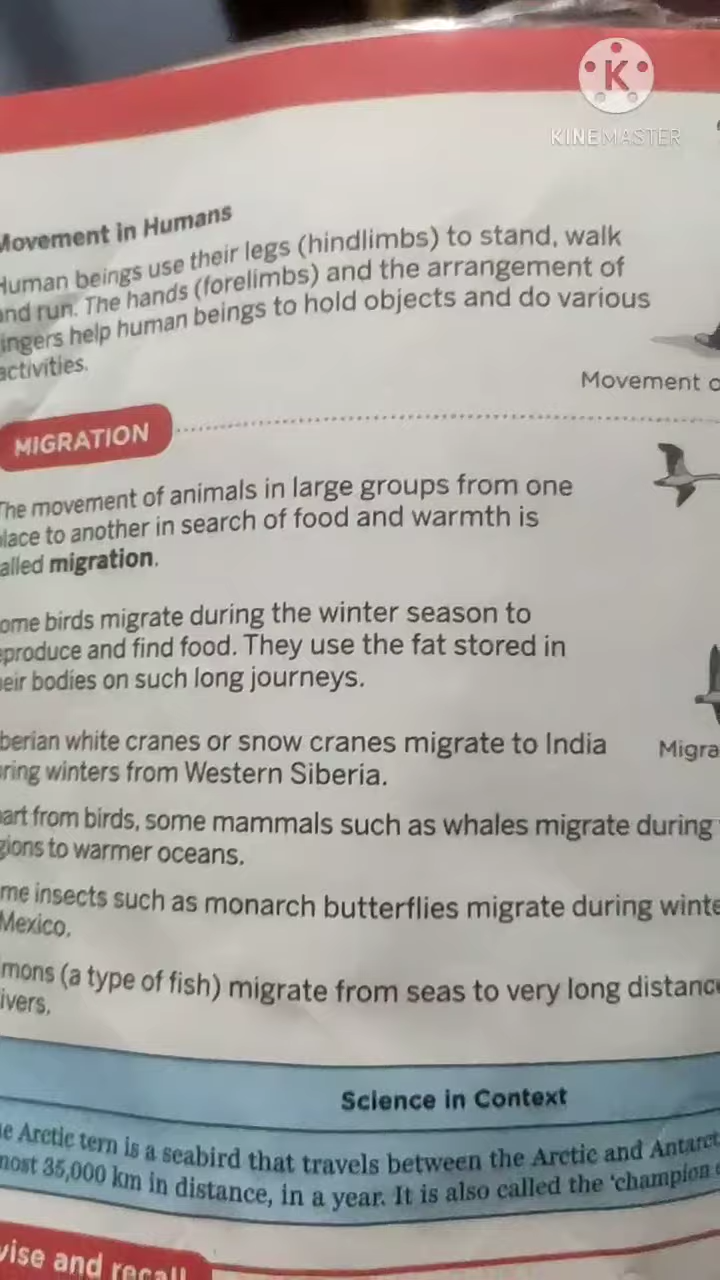 K
KINEMASTER
Movement in Humans
Human beings use their legs (hindlimbs) to stand, walk
and run. The hands (forelimbs) and the arrangement of
ingers help human beings to hold objects and do various
activities.
Movement o
MIGRATION
The movement of animals in large groups from one
lace to another in search of food and warmth is
alled migration.
ome birds migrate during the winter season to
eproduce and find food. They use the fat stored in
eir bodies on such long journeys.
berian white cranes or snow cranes migrate to India
Migra
ring winters from Western Siberia.
art from birds, some mammals such as whales migrate during
gions to warmer oceans.
me insects such as monarch butterflies migrate during winte
Mexico.
mons (a type of fish) migrate from seas to very long distance
ivers.
Science in Context
e Arctic tern is a seabird that travels between the Arctic and Antarct
most 35,000 km in distance, in a year. It is also called the 'champion
vise and recall